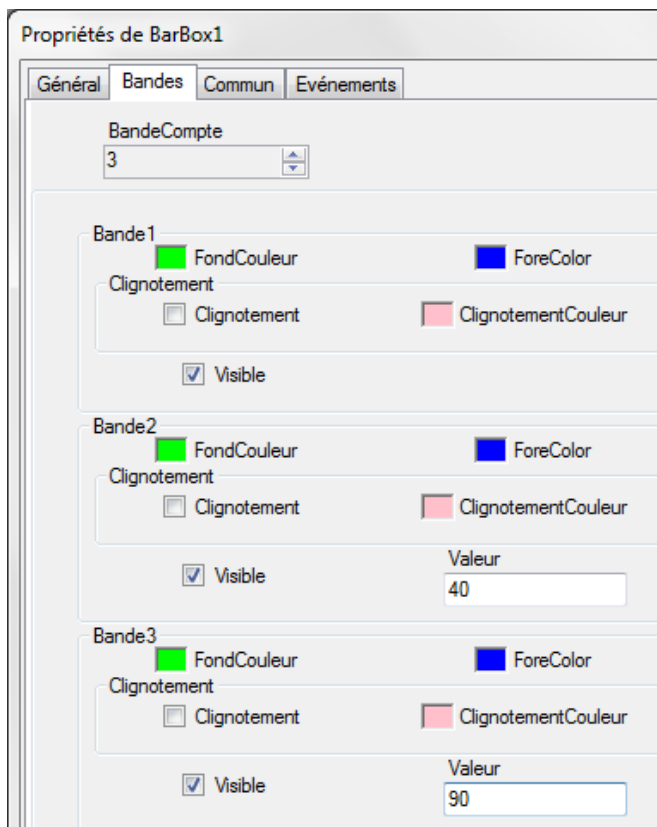 Propriétés de BarBox1
Général Bandes Commun Evénements
BandeCompte
3
Bande1
FondCouleur ForeColor
Clignotement
Clignotement ClignotementCouleur
Visible
Bande2
FondCouleur ForeColor
Clignotement
Clignotement ClignotementCouleur
Valeur
Visible
40
Bande3
FondCouleur ForeColor
Clignotement
Clignotement ClignotementCouleur
Valeur
Visible
90